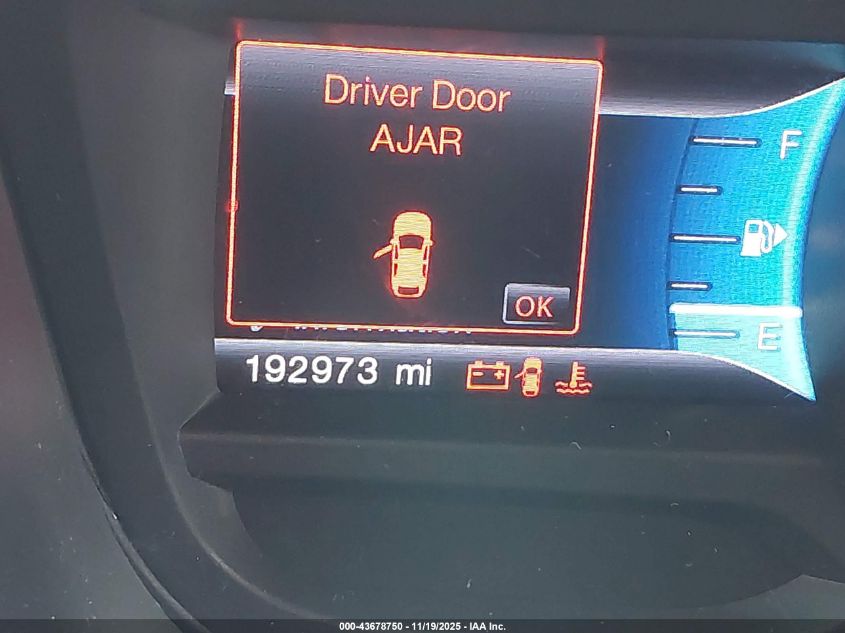 Driver Door
AJAR
OK
F
E
192973 mi
000-43678750 - 11/19/2025 - IAA Inc.